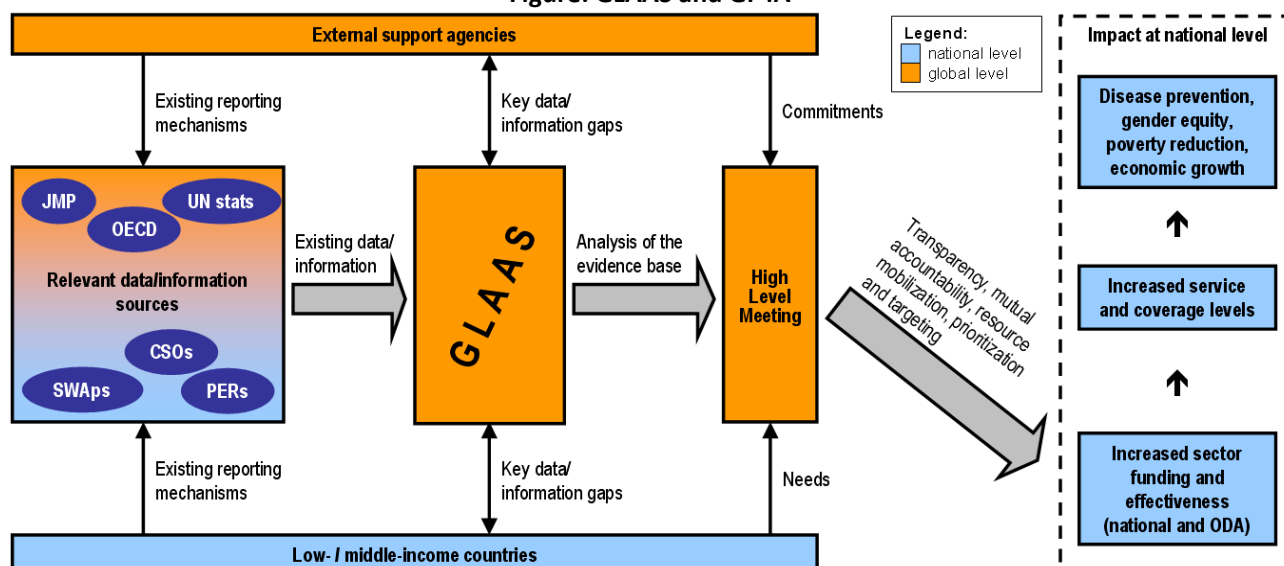 Figure: GLAAS and
External support agencies
Legend:
national level
global level
Impact at national level
Existing reporting
mechanisms
Key data/
information gaps
Commitments
Disease prevention,
gender equity,
poverty reduction,
economic growth
JMP
UN stats
OECD
Relevant data/information
sources
CSOs
SWAps
PERs
Existing data/
information
GLAAS
Analysis of the
evidence base
High
Level
Meeting
Transparency, mutual
accountability, resource
mobilization, prioritization
and targeting
Increased service
and coverage levels
Existing reporting
mechanisms
Key data/
information gaps
Needs
Increased sector
funding and
effectiveness
(national and ODA)
Low- / middle-income countries